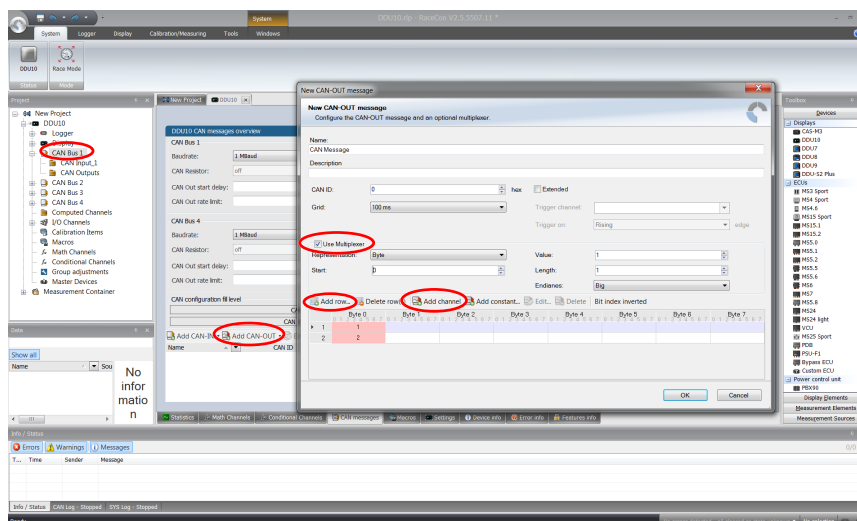 System
DDU10.rlp - RaceCon V2.5.5507.11 *
System Logger Display Calibration/Measuring Tools Windows
DDU10 Race Mode
Status Mode
Project
New Project
DDU10
Logger
Display
CAN Bus 1
CAN Input_1
CAN Outputs
CAN Bus 2
CAN Bus 3
CAN Bus 4
Computed Channels
I/O Channels
Calibration Items
Macros
Math Channels
Conditional Channels
Group adjustments
Master Devices
Measurement Container
Data
Show all
Name Sou
No
infor
matio
n
New Project DDU10
DDU10 CAN messages overview
CAN Bus 1
Baudrate: 1 MBaud
CAN Resistor: off
CAN Out start delay:
CAN Out rate limit:
CAN Bus 4
Baudrate: 1 MBaud
CAN Resistor: off
CAN Out start delay:
CAN Out rate limit:
CAN configuration fill level
CAN
Add CAN-IN Add CAN-OUT
Name CAN ID
Statistics Math Channels Conditional Channels CAN messages Macros Settings Device info Error info Features info
New CAN-OUT message
New CAN-OUT message
Configure the CAN-OUT message and an optional multiplexer.
Name:
CAN Message
Description
CAN ID: 0 hex Extended
Grid: 100 ms Trigger channel:
Trigger on: Rising edge
Use Multiplexer
Representation: Byte Value: 1
Start: 0 Length: 1
Endianes: Big
Add row... Delete row Add channel Add constant... Edit... Delete Bit index inverted
Byte 0 Byte 1 Byte 2 Byte 3 Byte 4 Byte 5 Byte 6 Byte 7
1 1
2 2
OK Cancel
Toolbox
Devices
Displays
CAS-M3
DDU10
DDU7
DDU8
DDU9
DDU-S2 Plus
ECUs
MS3 Sport
MS4 Sport
MS4.6
MS15 Sport
MS15.1
MS15.2
MS5.0
MS5.1
MS5.2
MS5.5
MS5.6
MS6
MS7
MS5.8
MS24
MS24 light
VCU
MS25 Sport
PDB
PSU-F1
Bypass ECU
Custom ECU
Power control unit
PBX90
Display Elements
Measurement Elements
Measurement Sources
Info / Status
Errors Warnings Messages 0/0
T... Time Sender Message
Info / Status CAN Log - Stopped SYS Log - Stopped